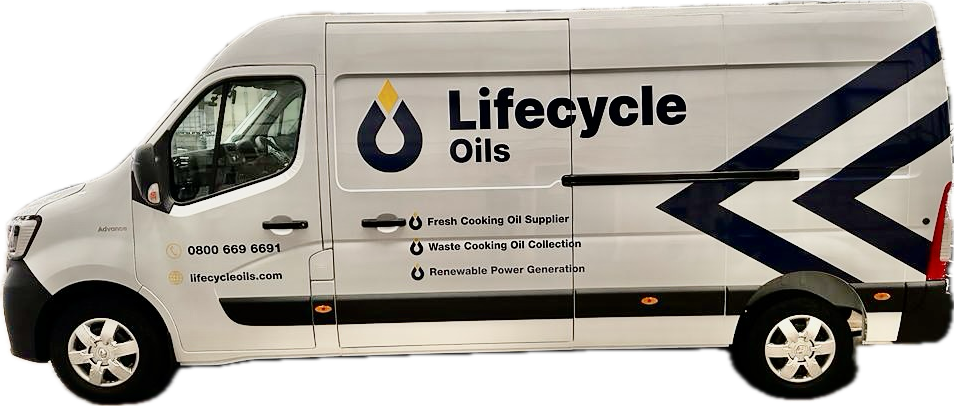 Lifecycle
Oils
Fresh Cooking Oil Supplier
Waste Cooking Oil Collection
Renewable Power Generation
Advance
0800 669 6691
lifecycleoils.com